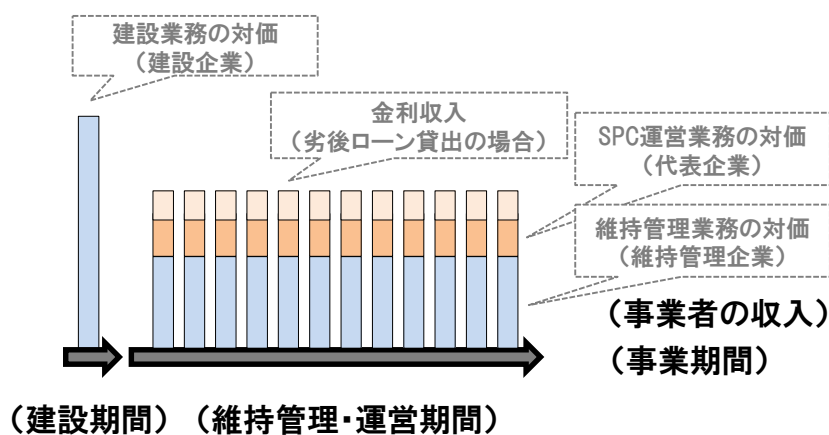 建設業務の対価
（建設企業）
金利収入
（劣後ローン貸出の場合）
SPC運営業務の対価
（代表企業）
維持管理業務の対価
（維持管理企業）
（事業者の収入）
（事業期間）
（建設期間）（維持管理・運営期間）